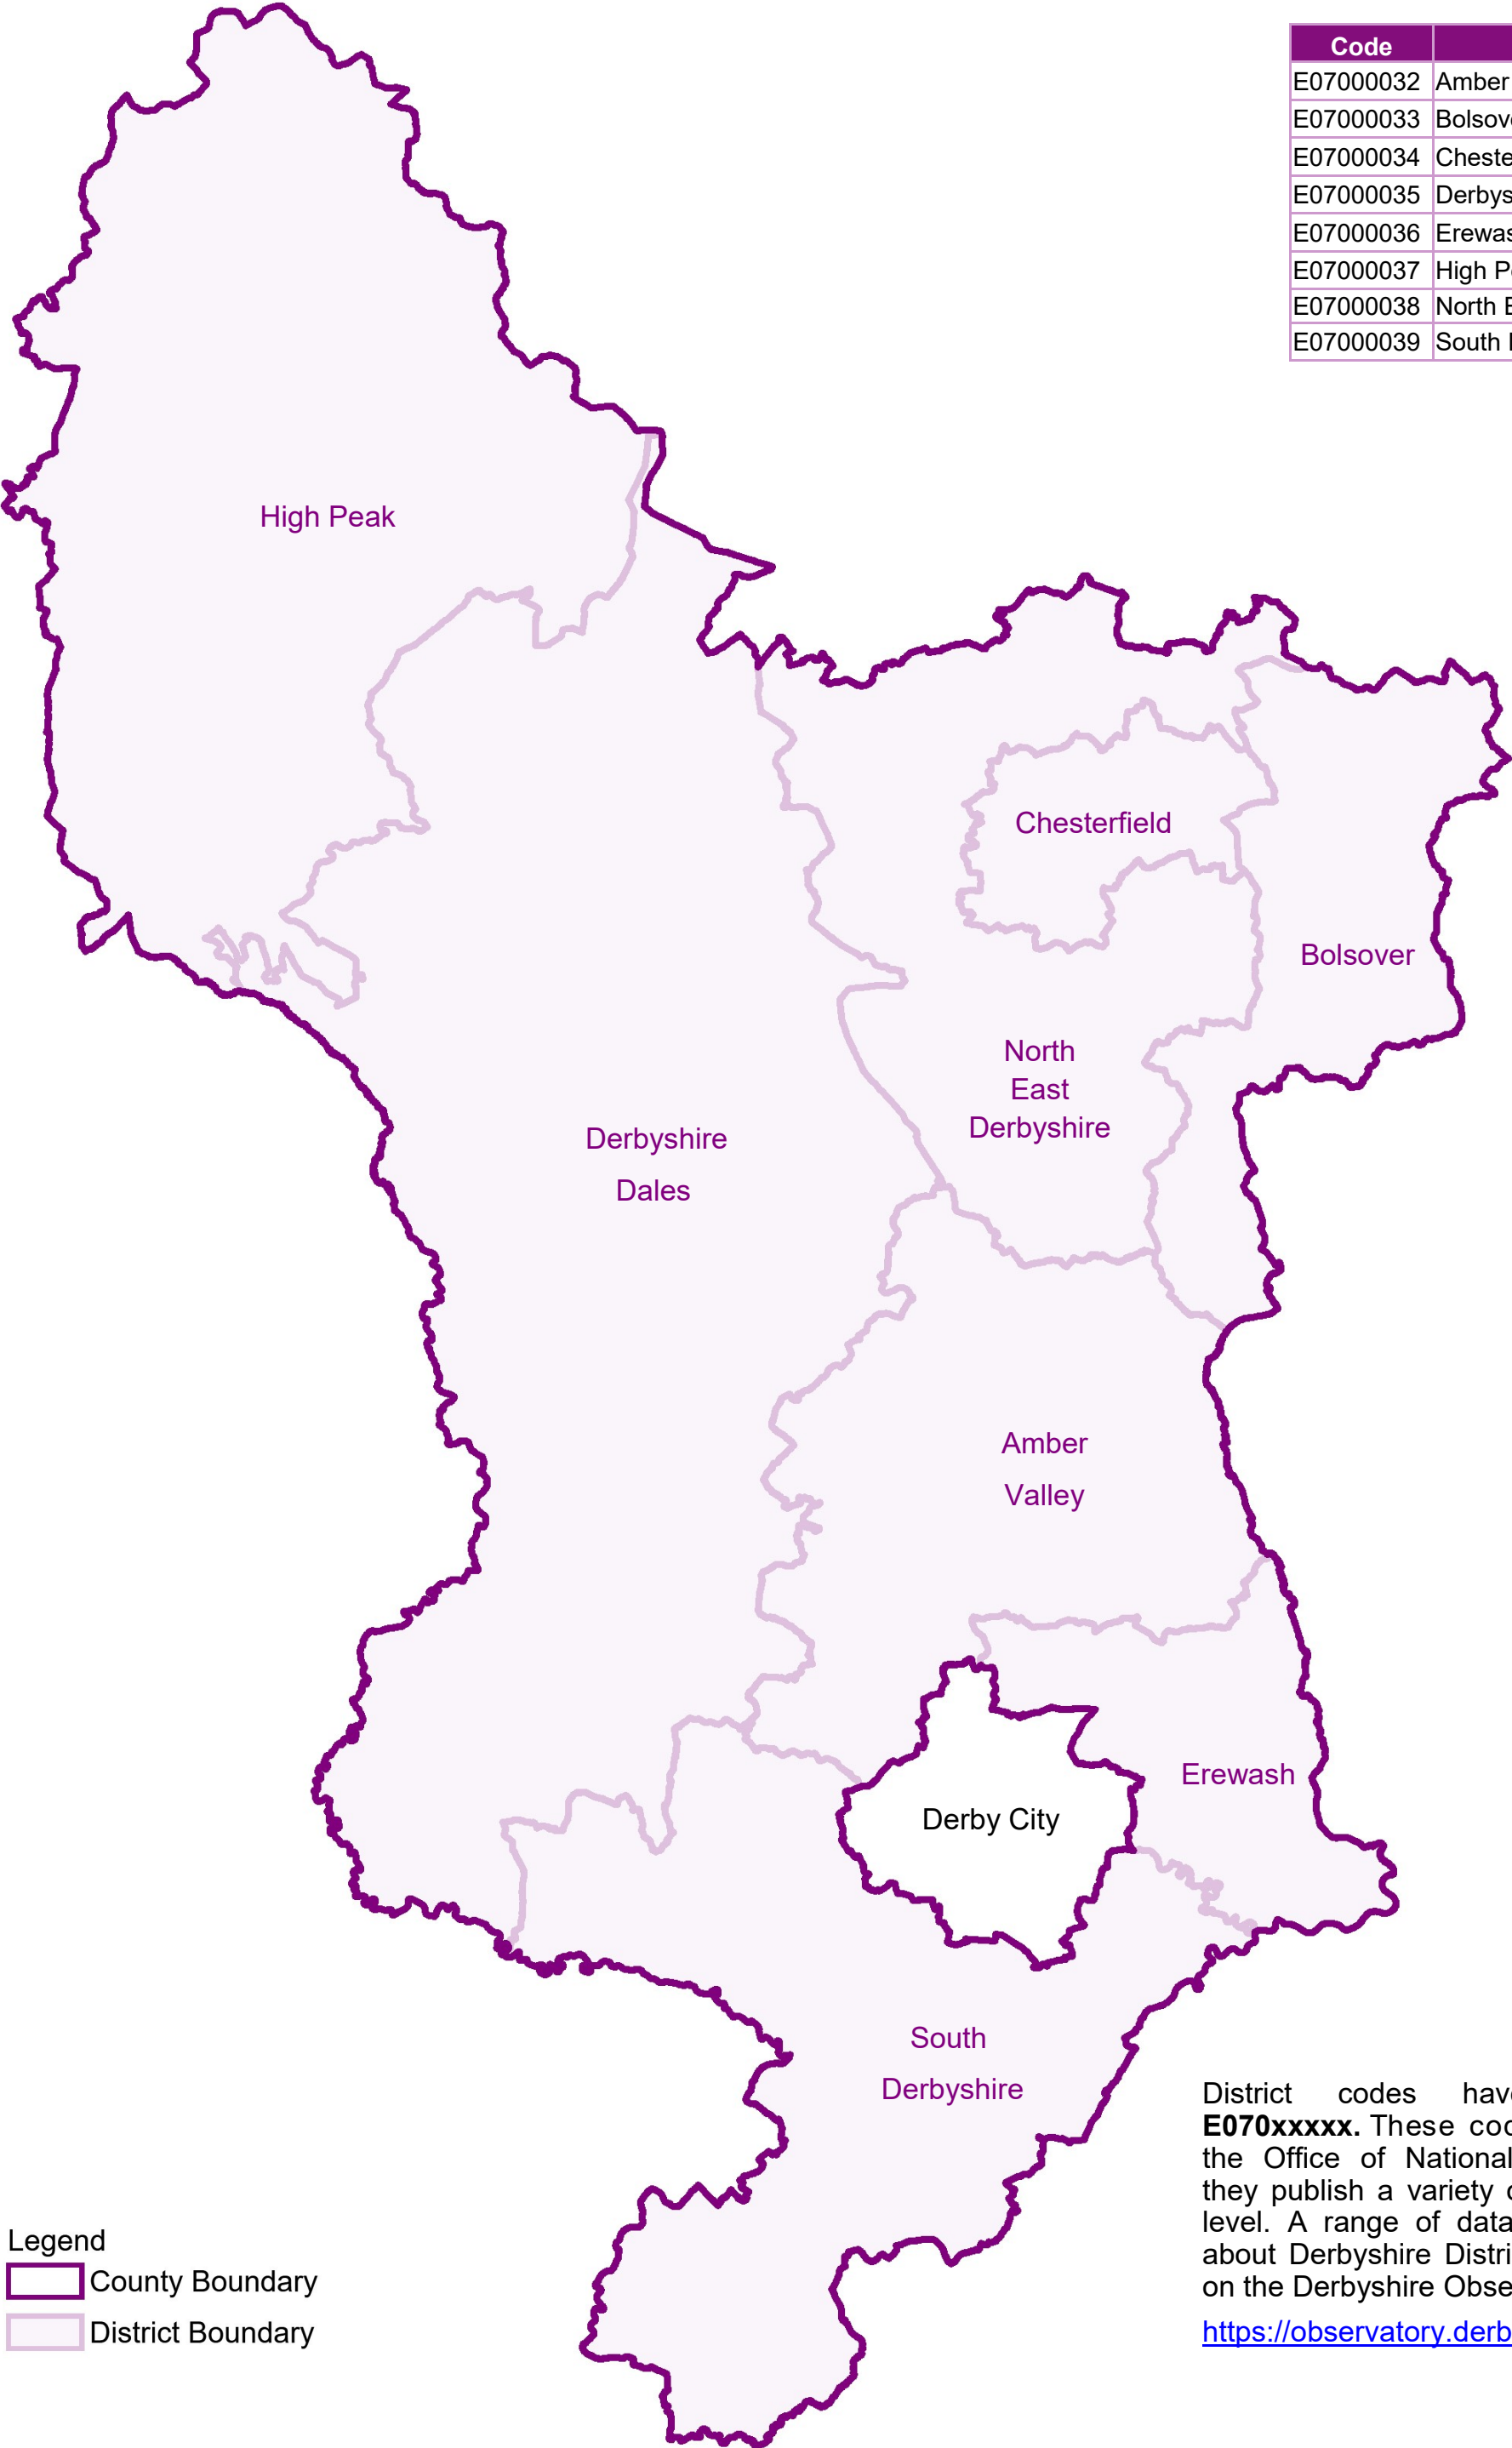 Code
E07000032 Amber
E07000033 Bolsov
E07000034 Cheste
E07000035 Derbys
E07000036 Erewas
E07000037 High P
E07000038 North E
E07000039 South
High Peak
Chesterfield
Bolsover
North
East
Derbyshire
Derbyshire
Dales
Amber
Valley
Erewash
Derby City
South
Derbyshire
District codes hav
E070xxxxx. These coo
the Office of National
they publish a variety
level. A range of data
about Derbyshire Distri
on the Derbyshire Obse
https://observatory.derb
Legend
County Boundary
District Boundary